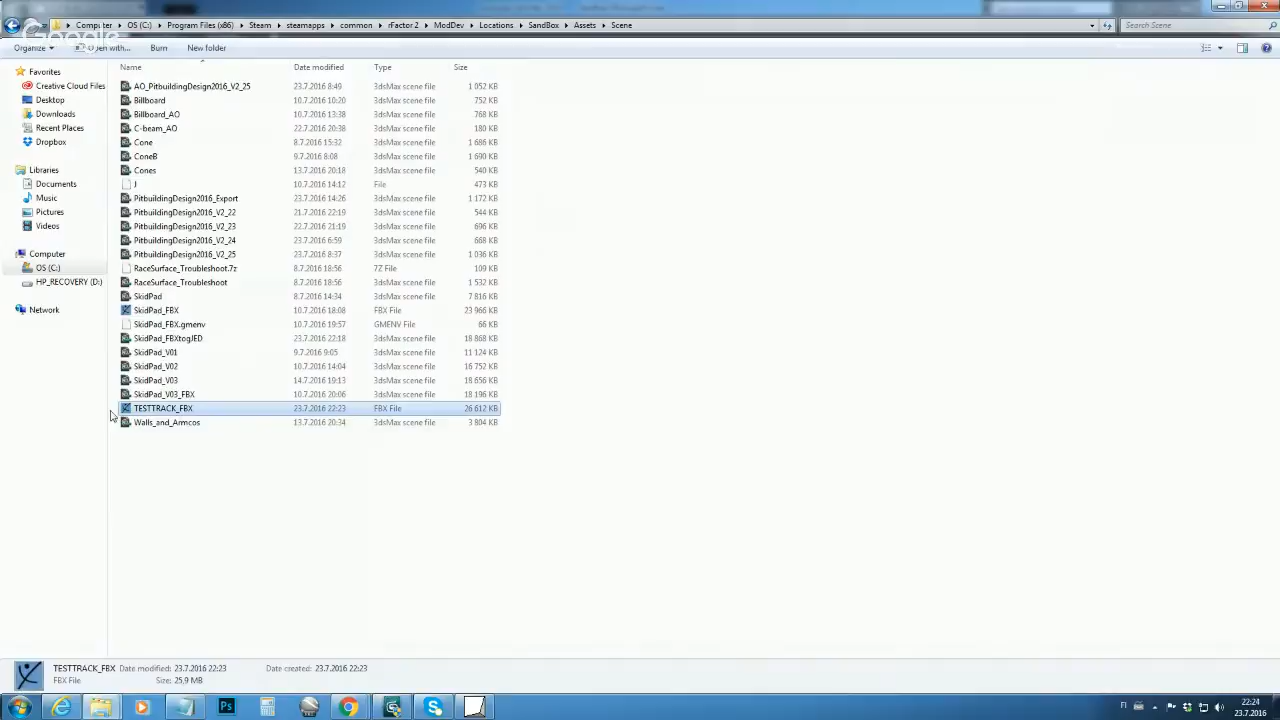 Computer ▸ OS (C:) ▸ Program Files (x86) ▸ Steam ▸ steamapps ▸ common ▸ rFactor 2 ▸ ModDev ▸ Locations ▸ SandBox ▸ Assets ▸ Scene
Search Scene
Google
Organize Open with... Burn New folder
Name Date modified Type Size
Favorites
Creative Cloud Files
Desktop
Downloads
Recent Places
Dropbox
Libraries
Documents
Music
Pictures
Videos
Computer
OS (C:)
HP_RECOVERY (D:)
Network
AO_PitbuildingDesign2016_V2_25 23.7.2016 8:49 3dsMax scene file 1 052 KB
Billboard 10.7.2016 10:20 3dsMax scene file 752 KB
Billboard_AO 10.7.2016 13:38 3dsMax scene file 768 KB
C-beam_AO 22.7.2016 20:38 3dsMax scene file 180 KB
Cone 8.7.2016 15:32 3dsMax scene file 1 686 KB
ConeB 9.7.2016 8:08 3dsMax scene file 1 690 KB
Cones 13.7.2016 20:18 3dsMax scene file 540 KB
J 10.7.2016 14:12 File 473 KB
PitbuildingDesign2016_Export 23.7.2016 14:26 3dsMax scene file 1 172 KB
PitbuildingDesign2016_V2_22 21.7.2016 22:19 3dsMax scene file 544 KB
PitbuildingDesign2016_V2_23 22.7.2016 21:19 3dsMax scene file 696 KB
PitbuildingDesign2016_V2_24 23.7.2016 6:59 3dsMax scene file 668 KB
PitbuildingDesign2016_V2_25 23.7.2016 8:37 3dsMax scene file 1 036 KB
RaceSurface_Troubleshoot.7z 8.7.2016 18:56 7Z File 109 KB
RaceSurface_Troubleshoot 8.7.2016 18:56 3dsMax scene file 1 532 KB
SkidPad 8.7.2016 14:34 3dsMax scene file 7 816 KB
SkidPad_FBX 10.7.2016 18:08 FBX File 23 966 KB
SkidPad_FBX.gmenv 10.7.2016 19:57 GMENV File 66 KB
SkidPad_FBXtogJED 23.7.2016 22:18 3dsMax scene file 18 868 KB
SkidPad_V01 9.7.2016 9:05 3dsMax scene file 11 124 KB
SkidPad_V02 10.7.2016 14:04 3dsMax scene file 16 752 KB
SkidPad_V03 14.7.2016 19:13 3dsMax scene file 18 656 KB
SkidPad_V03_FBX 10.7.2016 20:06 3dsMax scene file 18 196 KB
TESTTRACK_FBX 23.7.2016 22:23 FBX File 26 612 KB
Walls_and_Armcos 13.7.2016 20:34 3dsMax scene file 3 804 KB
TESTTRACK_FBX Date modified: 23.7.2016 22:23 Date created: 23.7.2016 22:23
FBX File Size: 25,9 MB
Ps
FI
22:24
23.7.2016